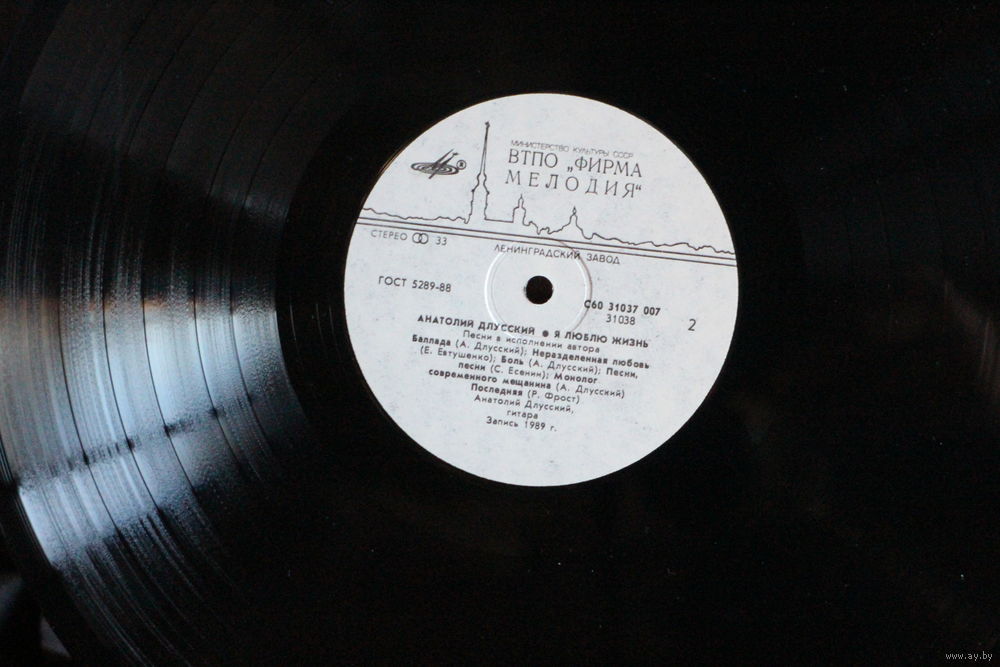 МИНИСТЕРСТВО КУЛЬТУРЫ СССР
ВТПО „ФИРМА
МЕЛОДИЯ“
СТЕРЕО 33
ЛЕНИНГРАДСКИЙ ЗАВОД
ГОСТ 5289-88
С60 31037 007
31038
2
АНАТОЛИЙ ДЛУССКИЙ ● Я ЛЮБЛЮ ЖИЗНЬ
Песни в исполнении автора
Баллада (А. Длусский); Неразделенная любовь
(Е. Евтушенко); Боль (А. Длусский); Песни,
песни (С. Есенин); Монолог
современного мещанина (А. Длусский)
Последняя (Р. Фрост)
Анатолий Длусский,
гитара
Запись 1989 г.
www.ay.by